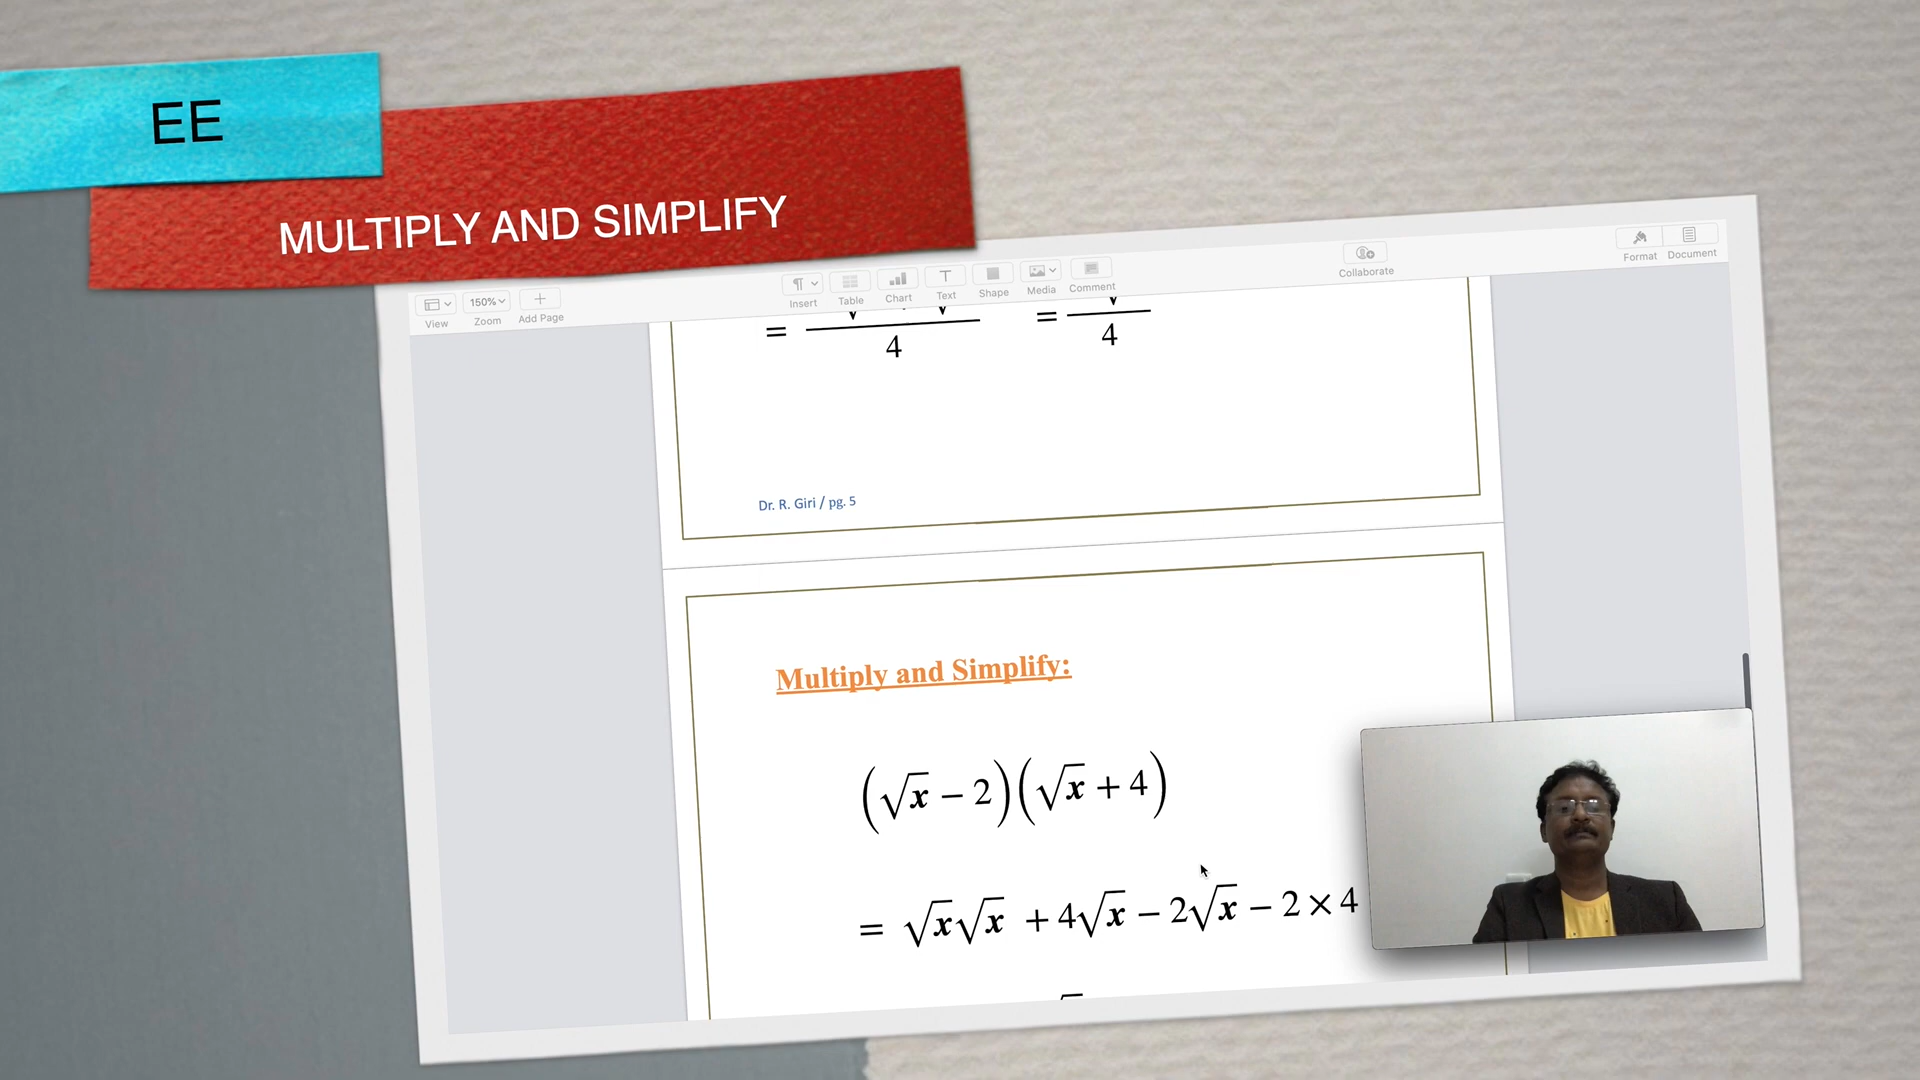 EE
MULTIPLY AND SIMPLIFY
View
150%
Zoom
Add Page
Insert
Table
Chart
Text
Shape
Media
Comment
Collaborate
Format
Document
= 4 = 4
Dr. R. Giri / pg. 5
Multiply and Simplify:
(√x − 2)(√x + 4)
= √x√x + 4√x − 2√x − 2 × 4